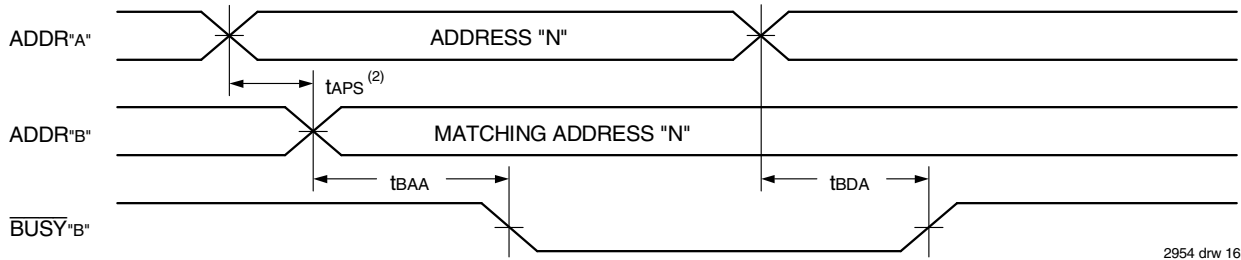 ADDR"A"
ADDRESS "N"
tAPS (2)
ADDR"B"
MATCHING ADDRESS "N"
tBAA
tBDA
BUSY"B"
2954 drw 16